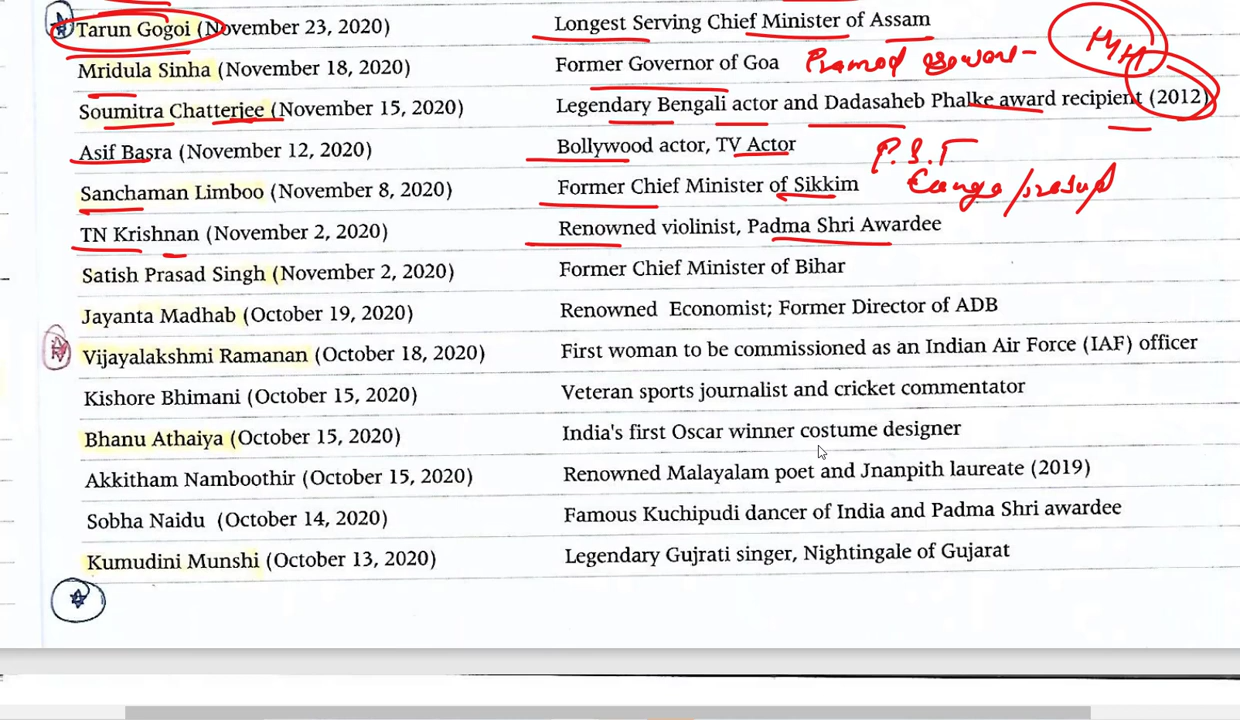 Tarun Gogoi (November 23, 2020) Longest Serving Chief Minister of Assam
Mridula Sinha (November 18, 2020) Former Governor of Goa
Soumitra Chatterjee (November 15, 2020) Legendary Bengali actor and Dadasaheb Phalke award recipient (2012)
Asif Basra (November 12, 2020) Bollywood actor, TV Actor
Sanchaman Limboo (November 8, 2020) Former Chief Minister of Sikkim
TN Krishnan (November 2, 2020) Renowned violinist, Padma Shri Awardee
Satish Prasad Singh (November 2, 2020) Former Chief Minister of Bihar
Jayanta Madhab (October 19, 2020) Renowned Economist; Former Director of ADB
Vijayalakshmi Ramanan (October 18, 2020) First woman to be commissioned as an Indian Air Force (IAF) officer
Kishore Bhimani (October 15, 2020) Veteran sports journalist and cricket commentator
Bhanu Athaiya (October 15, 2020) India's first Oscar winner costume designer
Akkitham Namboothir (October 15, 2020) Renowned Malayalam poet and Jnanpith laureate (2019)
Sobha Naidu (October 14, 2020) Famous Kuchipudi dancer of India and Padma Shri awardee
Kumudini Munshi (October 13, 2020) Legendary Gujrati singer, Nightingale of Gujarat